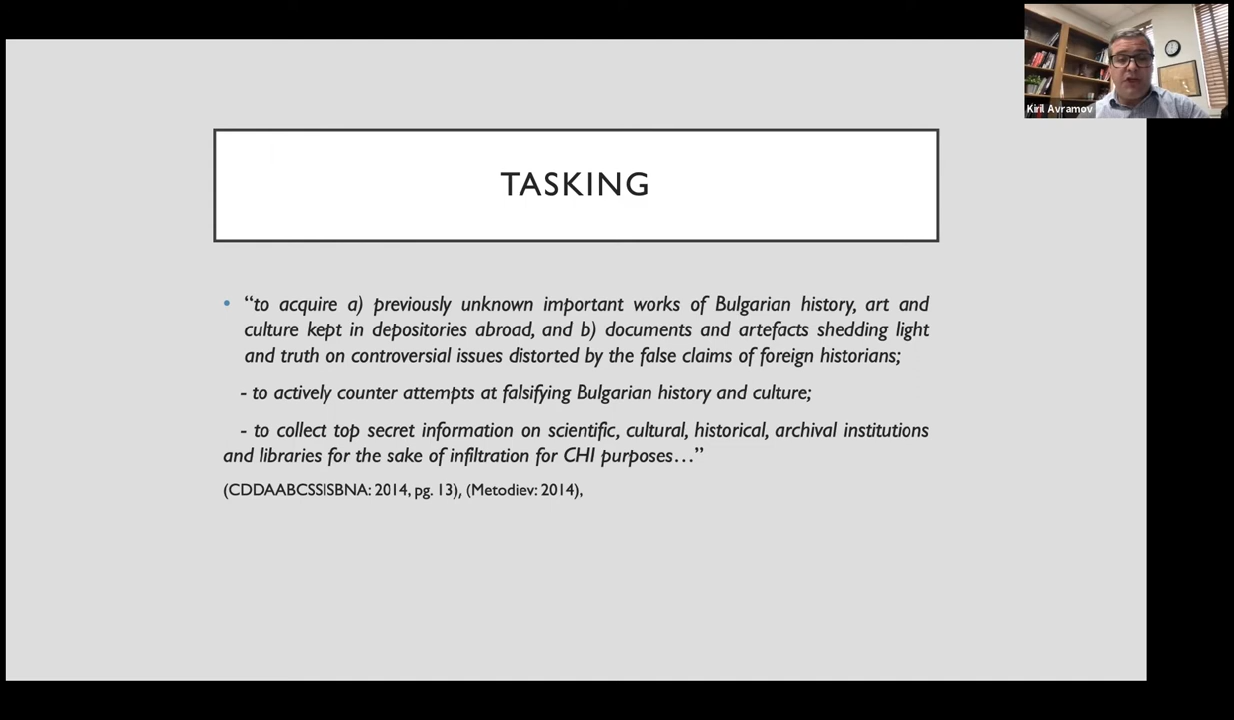 Kiril Avramov
TASKING
• “to acquire a) previously unknown important works of Bulgarian history, art and
culture kept in depositories abroad, and b) documents and artefacts shedding light
and truth on controversial issues distorted by the false claims of foreign historians;
- to actively counter attempts at falsifying Bulgarian history and culture;
- to collect top secret information on scientific, cultural, historical, archival institutions
and libraries for the sake of infiltration for CHI purposes…”
(CDDAABCSSISBNA: 2014, pg. 13), (Metodiev: 2014),